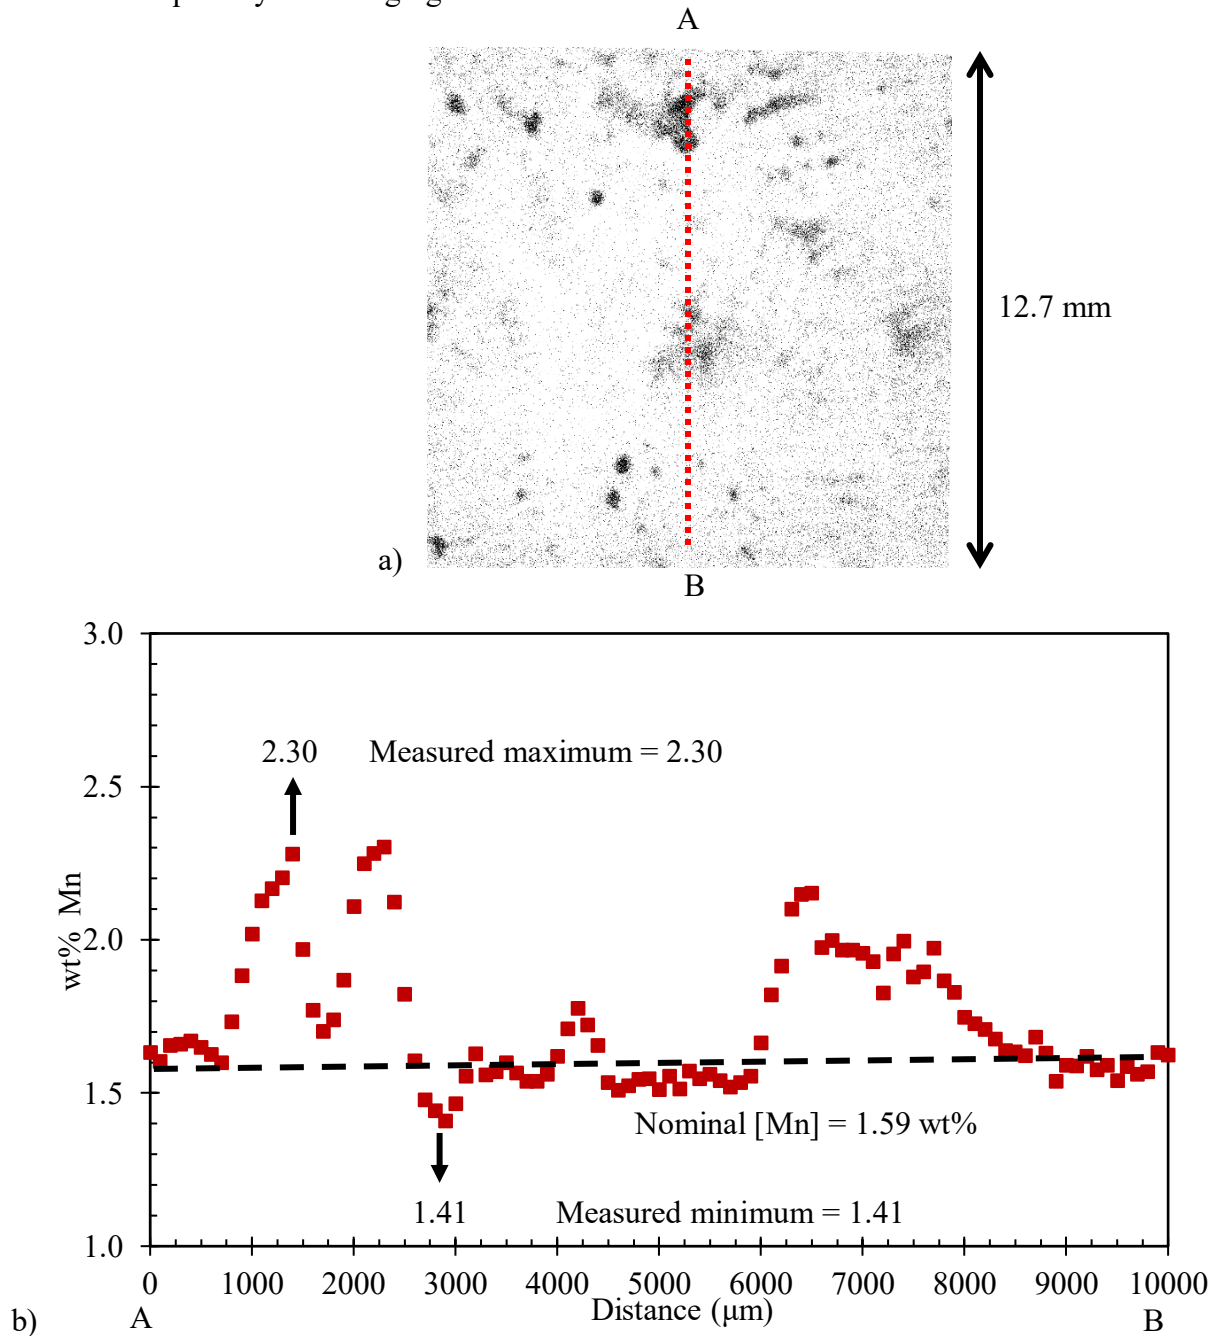 A
12.7 mm
a)
B
3.0
2.30 Measured maximum = 2.30
2.5
wt% Mn
2.0
1.5
Nominal [Mn] = 1.59 wt%
1.41 Measured minimum = 1.41
1.0
0 1000 2000 3000 4000 5000 6000 7000 8000 9000 10000
b) A Distance (μm) B